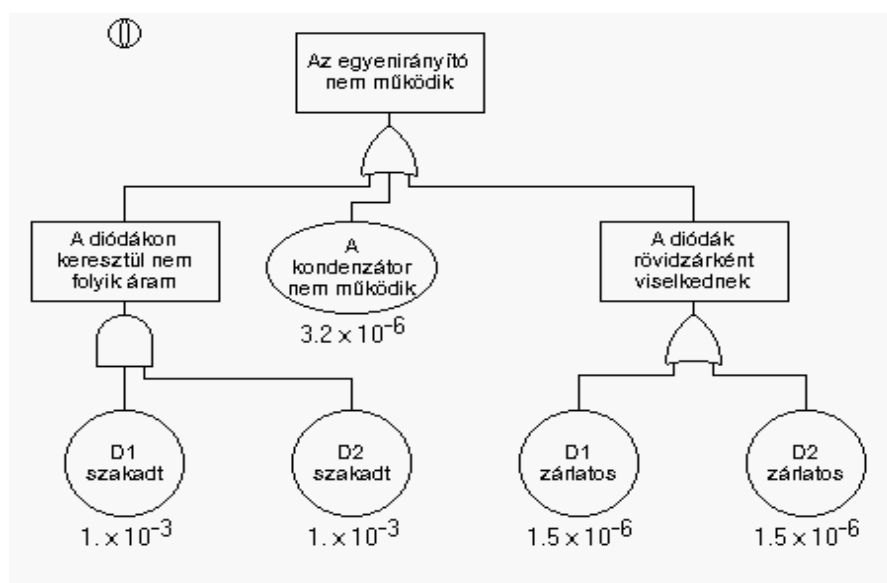 Az egyenirányító
nem működik
A diódákon
keresztül nem
folyik áram
A
kondenzátor
nem működik
3.2 x 10⁻⁶
A diódák
rövidzárként
viselkednek
D1
szakadt
1. x 10⁻³
D2
szakadt
1. x 10⁻³
D1
zárlatos
1.5 x 10⁻⁶
D2
zárlatos
1.5 x 10⁻⁶